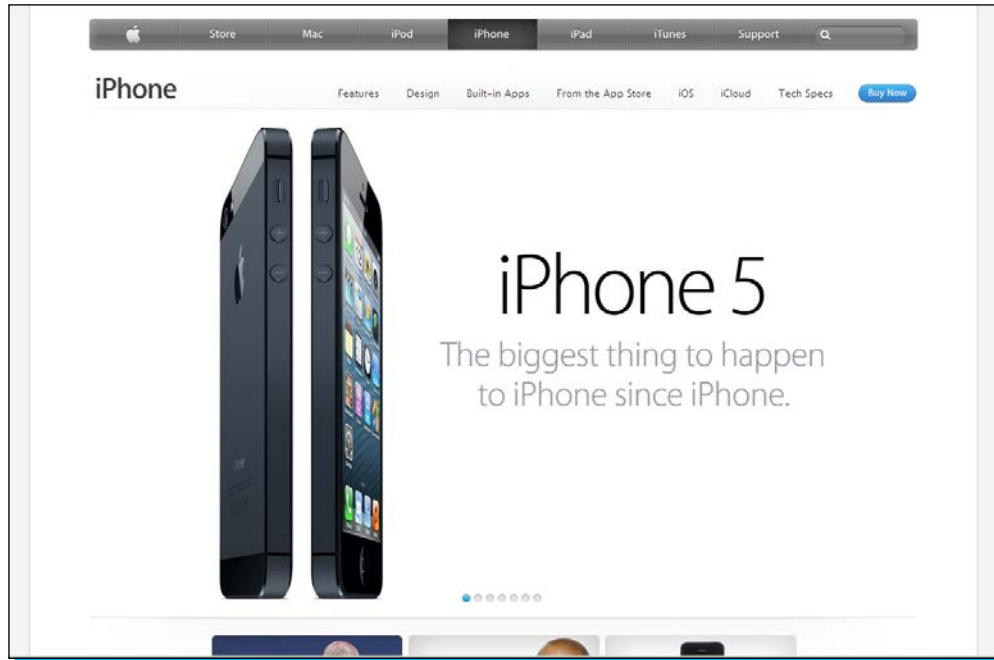 Store Mac iPod iPhone iPad iTunes Support
iPhone
Features Design Built-in Apps From the App Store iOS iCloud Tech Specs Buy Now
iPhone 5
The biggest thing to happen
to iPhone since iPhone.